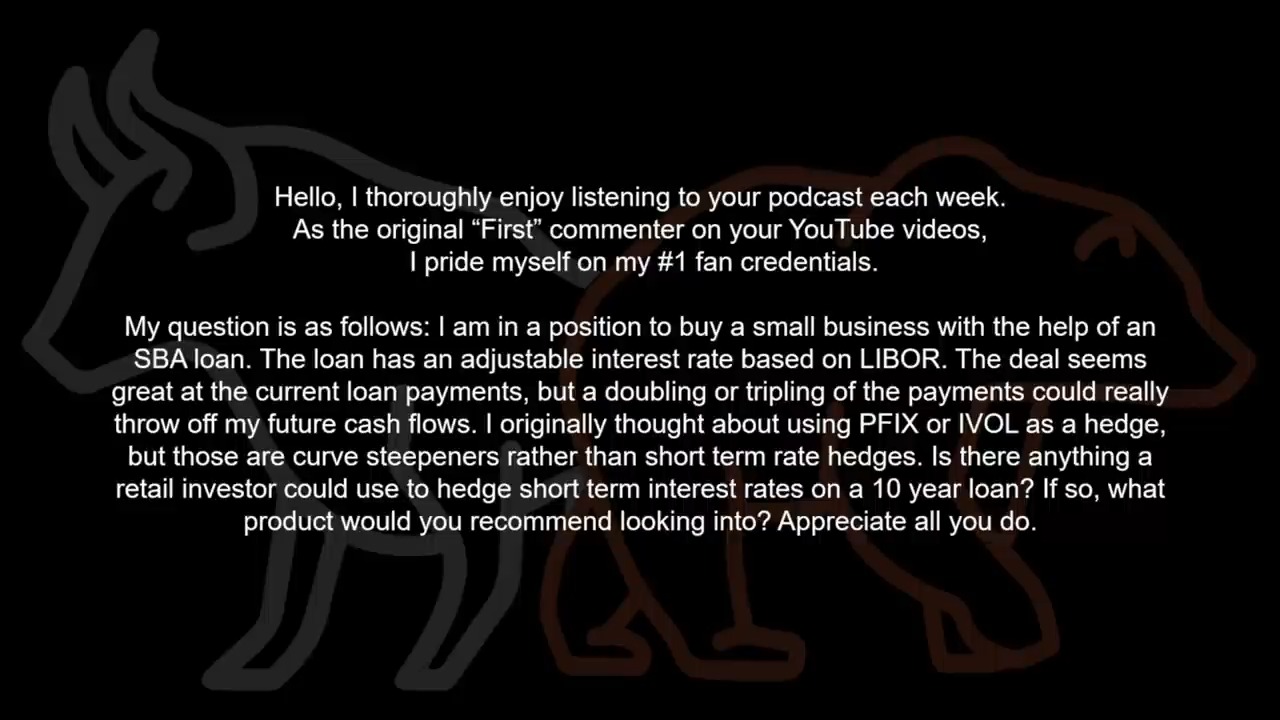 Hello, I thoroughly enjoy listening to your podcast each week.
As the original “First” commenter on your YouTube videos,
I pride myself on my #1 fan credentials.
My question is as follows: I am in a position to buy a small business with the help of an
SBA loan. The loan has an adjustable interest rate based on LIBOR. The deal seems
great at the current loan payments, but a doubling or tripling of the payments could really
throw off my future cash flows. I originally thought about using PFIX or IVOL as a hedge,
but those are curve steepeners rather than short term rate hedges. Is there anything a
retail investor could use to hedge short term interest rates on a 10 year loan? If so, what
product would you recommend looking into? Appreciate all you do.